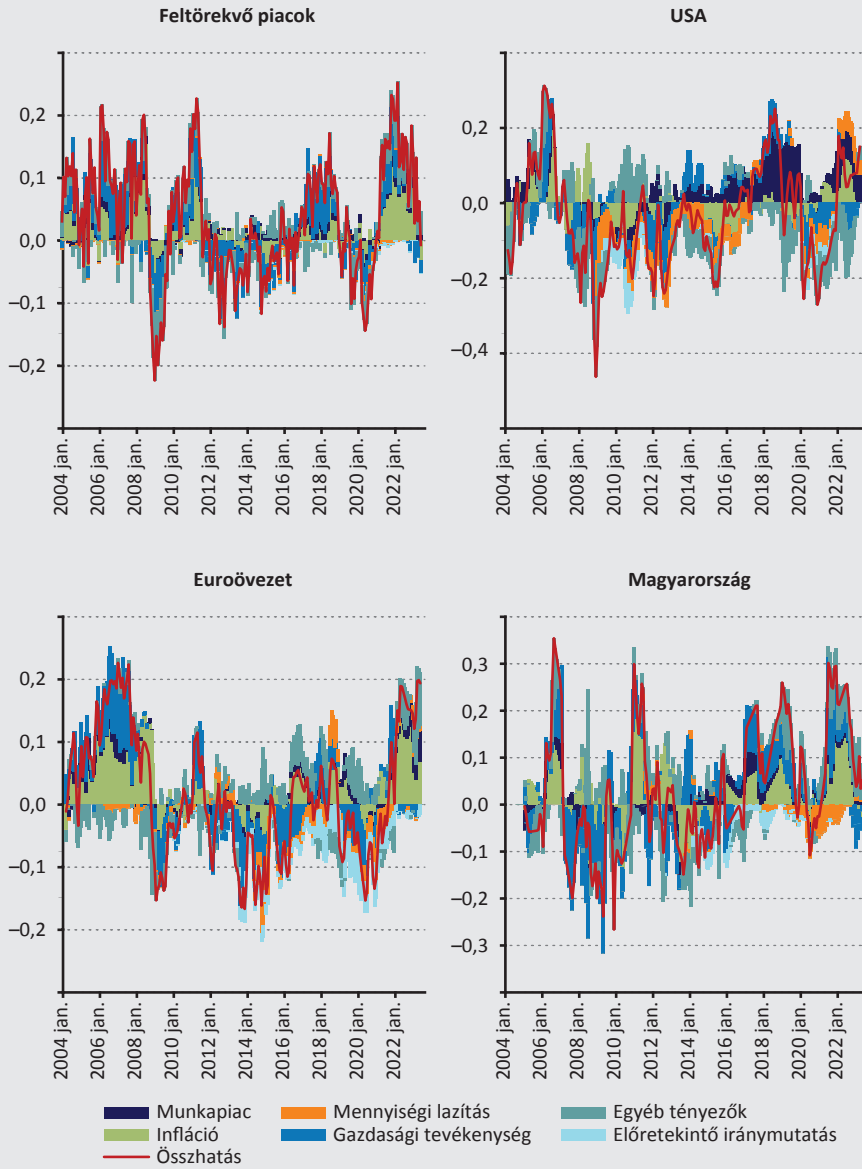 Feltörekvő piacok
0,2
0,1
0,0
–0,1
–0,2
2004 jan.
2006 jan.
2008 jan.
2010 jan.
2012 jan.
2014 jan.
2016 jan.
2018 jan.
2020 jan.
2022 jan.
USA
0,2
0,0
–0,2
–0,4
2004 jan.
2006 jan.
2008 jan.
2010 jan.
2012 jan.
2014 jan.
2016 jan.
2018 jan.
2020 jan.
2022 jan.
Euroövezet
0,2
0,1
0,0
–0,1
–0,2
2004 jan.
2006 jan.
2008 jan.
2010 jan.
2012 jan.
2014 jan.
2016 jan.
2018 jan.
2020 jan.
2022 jan.
Magyarország
0,3
0,2
0,1
0,0
–0,1
–0,2
–0,3
2004 jan.
2006 jan.
2008 jan.
2010 jan.
2012 jan.
2014 jan.
2016 jan.
2018 jan.
2020 jan.
2022 jan.
Munkapiac
Mennyiségi lazítás
Egyéb tényezők
Infláció
Gazdasági tevékenység
Előretekintő iránymutatás
Összhatás